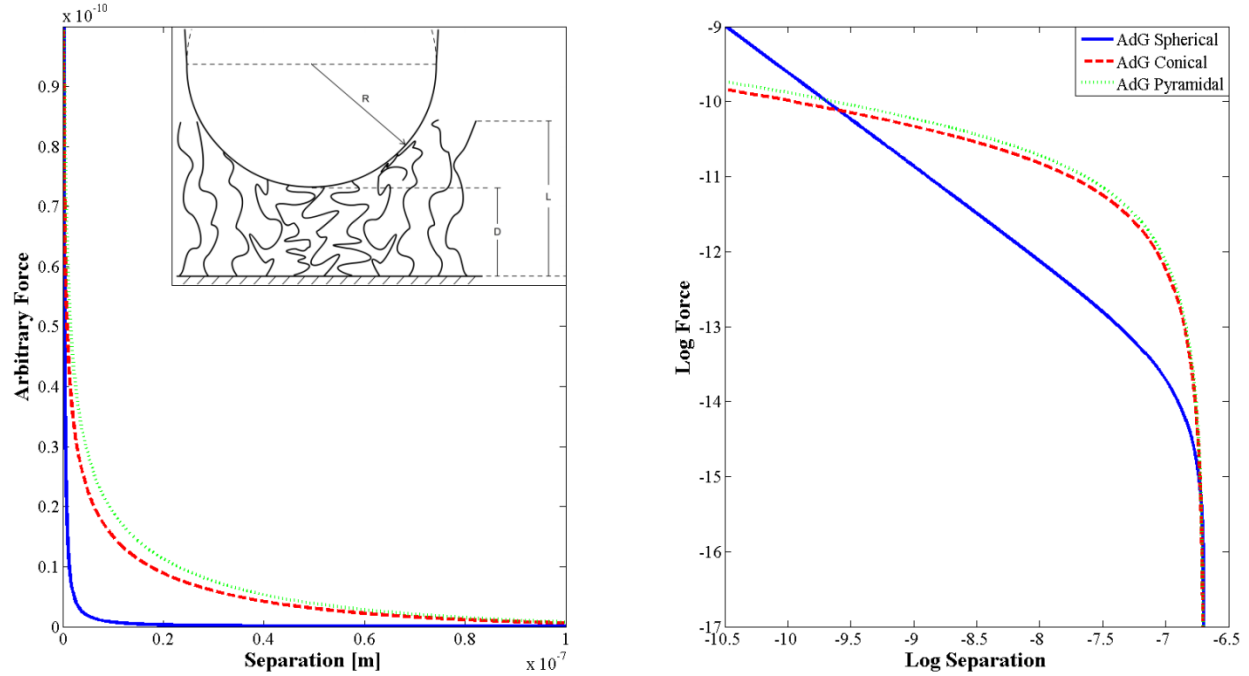 x 10^-10
0.9
0.8
0.7
0.6
0.5
0.4
0.3
0.2
0.1
0
Arbitrary Force
0 0.2 0.4 0.6 0.8 1
Separation [m]
x 10^-7
R
L
D
-9
-10
-11
-12
-13
-14
-15
-16
-17
Log Force
-10.5 -10 -9.5 -9 -8.5 -8 -7.5 -7 -6.5
Log Separation
AdG Spherical
AdG Conical
AdG Pyramidal